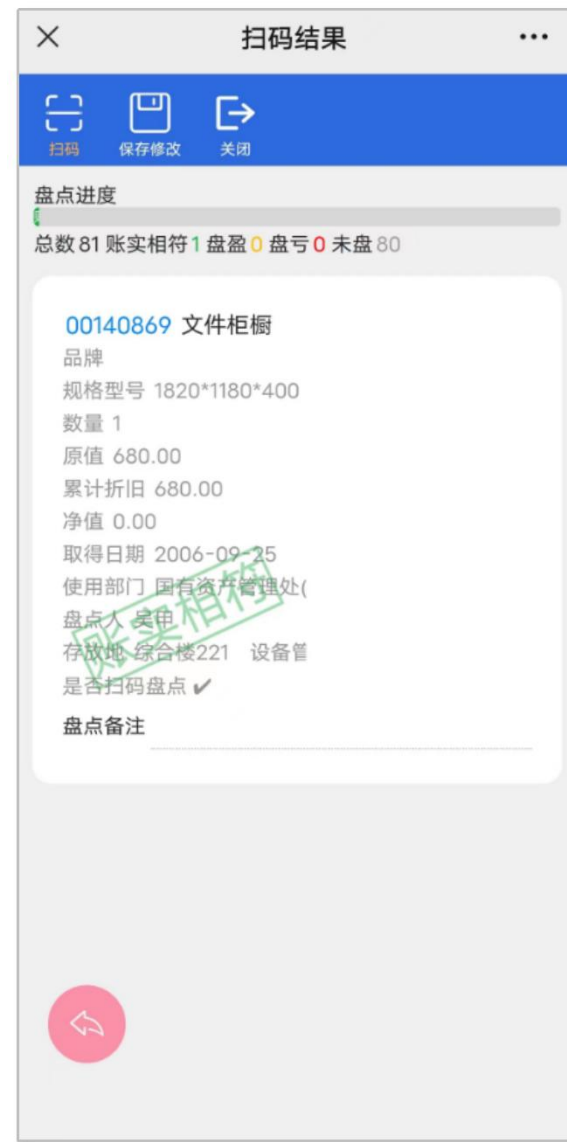 扫码结果
扫码 保存修改 关闭
盘点进度
总数 81 账实相符 1 盘盈 0 盘亏 0 未盘 80
00140869 文件柜橱
品牌
规格型号 1820*1180*400
数量 1
原值 680.00
累计折旧 680.00
净值 0.00
取得日期 2006-09-25
使用部门 国有资产管理处(
盘点人 吴申
存放地 综合楼221 设备管
是否扫码盘点 ✔
账实相符
盘点备注